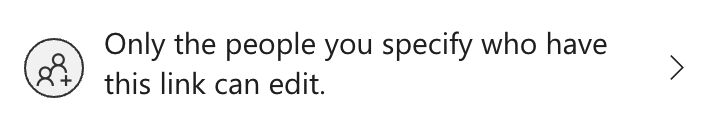 Only the people you specify who have
this link can edit.